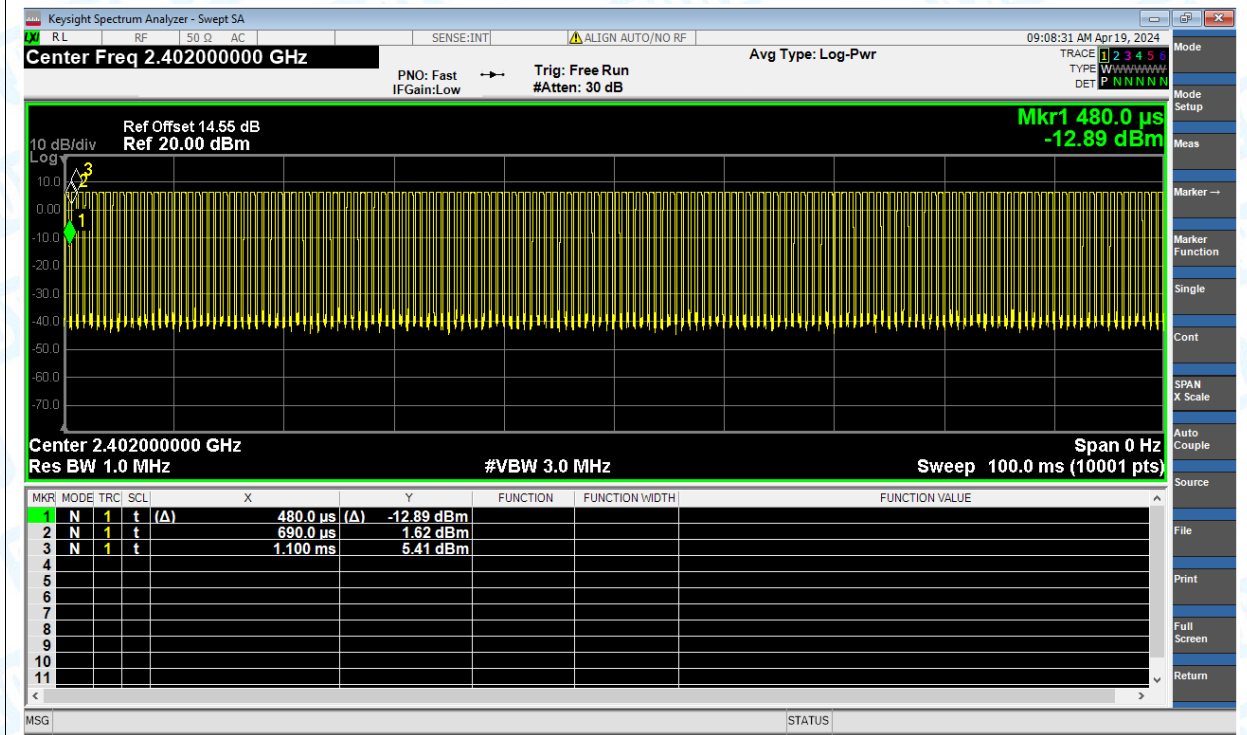 Keysight Spectrum Analyzer - Swept SA
LXI RL RF 50 Ω AC SENSE:INT ALIGN AUTO/NO RF 09:08:31 AM Apr 19, 2024
Center Freq 2.402000000 GHz
PNO: Fast
IFGain:Low
Trig: Free Run
#Atten: 30 dB
Avg Type: Log-Pwr
TRACE 1 2 3 4 5 6
TYPE WWWWWW
DET P N N N N N
Ref Offset 14.55 dB
10 dB/div Ref 20.00 dBm
Log
Mkr1 480.0 µs
-12.89 dBm
3
2
1
10.0
0.00
-10.0
-20.0
-30.0
-40.0
-50.0
-60.0
-70.0
Center 2.402000000 GHz Span 0 Hz
Res BW 1.0 MHz #VBW 3.0 MHz Sweep 100.0 ms (10001 pts)
MKR MODE TRC SCL X Y FUNCTION FUNCTION WIDTH FUNCTION VALUE
1 N 1 t (Δ) 480.0 µs (Δ) -12.89 dBm
2 N 1 t 690.0 µs 1.62 dBm
3 N 1 t 1.100 ms 5.41 dBm
4
5
6
7
8
9
10
11
MSG STATUS
Mode
Mode
Setup
Meas
Marker →
Marker
Function
Single
Cont
SPAN
X Scale
Auto
Couple
Source
File
Print
Full
Screen
Return